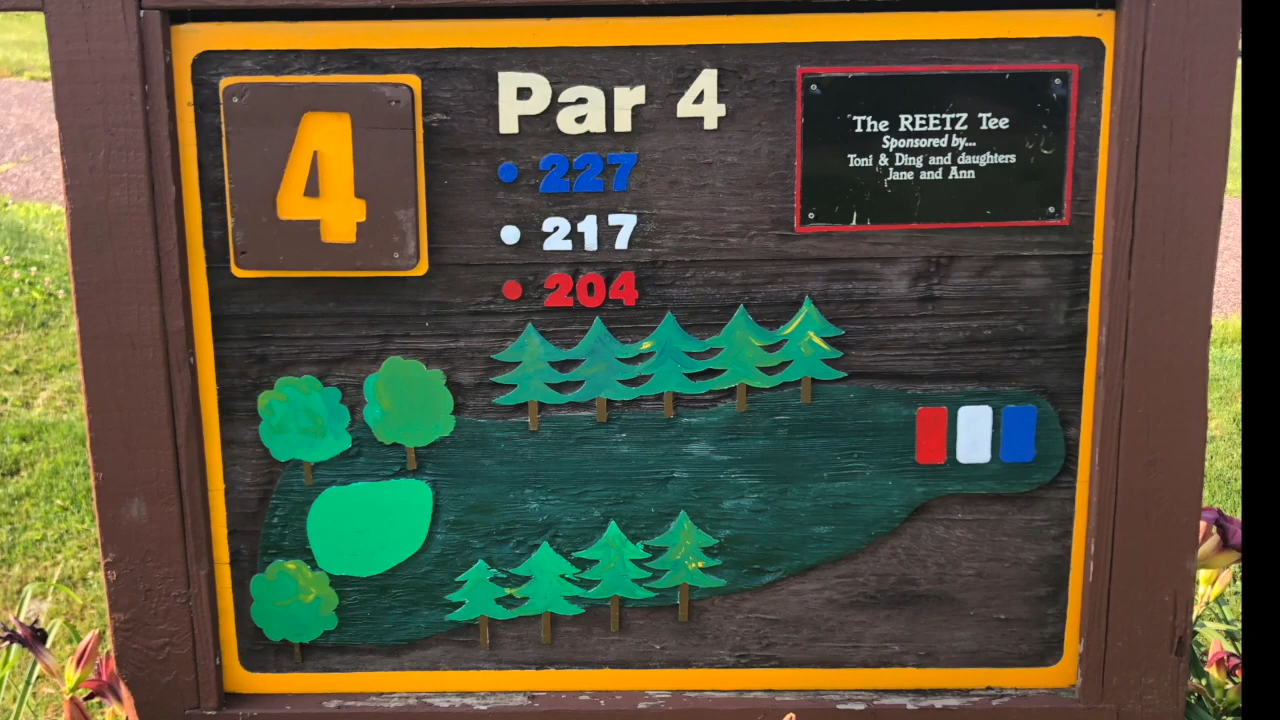 4
Par 4
• 227
• 217
• 204
The REETZ Tee
Sponsored by...
Toni & Ding and daughters
Jane and Ann